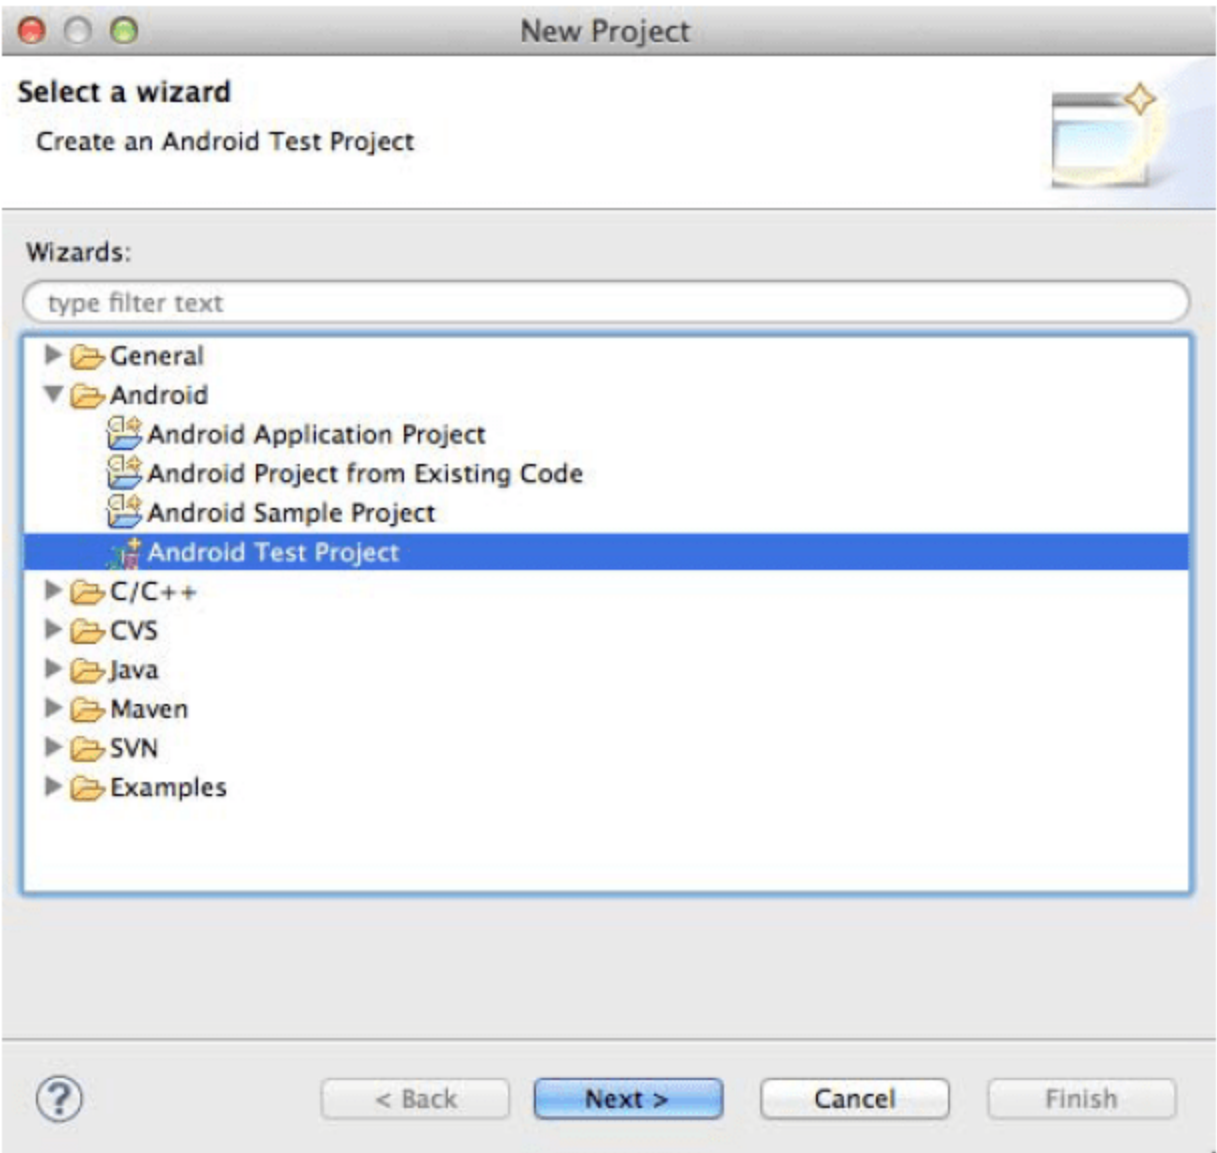 New Project
Select a wizard
Create an Android Test Project
Wizards:
type filter text
General
Android
Android Application Project
Android Project from Existing Code
Android Sample Project
Android Test Project
C/C++
CVS
Java
Maven
SVN
Examples
? < Back Next > Cancel Finish